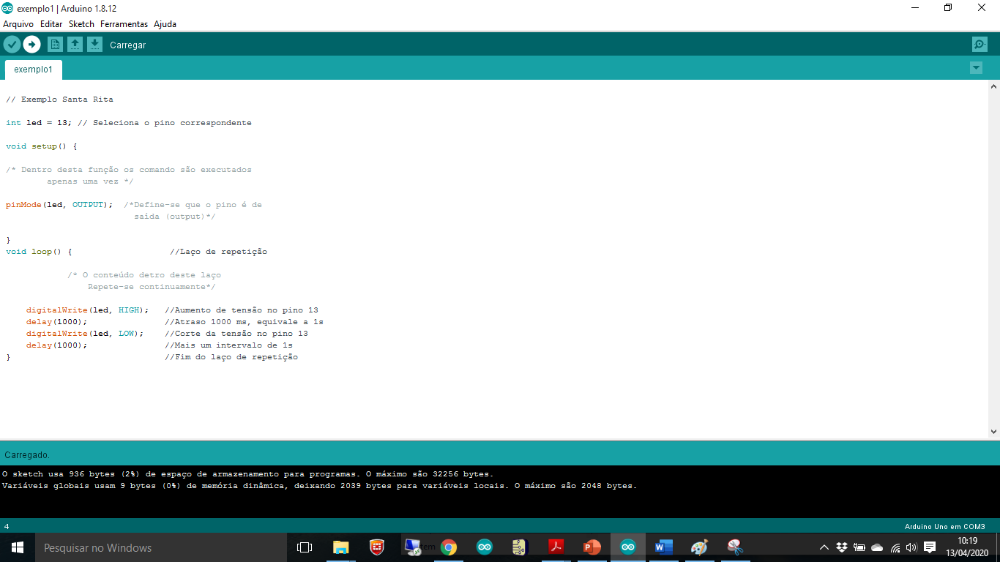 exemplo1 | Arduino 1.8.12
Arquivo Editar Sketch Ferramentas Ajuda
Carregar
exemplo1
// Exemplo Santa Rita
int led = 13; // Seleciona o pino correspondente
void setup() {
/* Dentro desta função os comando são executados
apenas uma vez */
pinMode(led, OUTPUT); /*Define-se que o pino é de
saída (output)*/
}
void loop() { //Laço de repetição
/* O conteúdo detro deste laço
Repete-se continuamente*/
digitalWrite(led, HIGH); //Aumento de tensão no pino 13
delay(1000); //Atraso 1000 ms, equivale a 1s
digitalWrite(led, LOW); //Corte da tensão no pino 13
delay(1000); //Mais um intervalo de 1s
} //Fim do laço de repetição
Carregado.
O sketch usa 936 bytes (2%) de espaço de armazenamento para programas. O máximo são 32256 bytes.
Variáveis globais usam 9 bytes (0%) de memória dinâmica, deixando 2039 bytes para variáveis locais. O máximo são 2048 bytes.
4 Arduino Uno em COM3
Pesquisar no Windows
10:19
13/04/2020